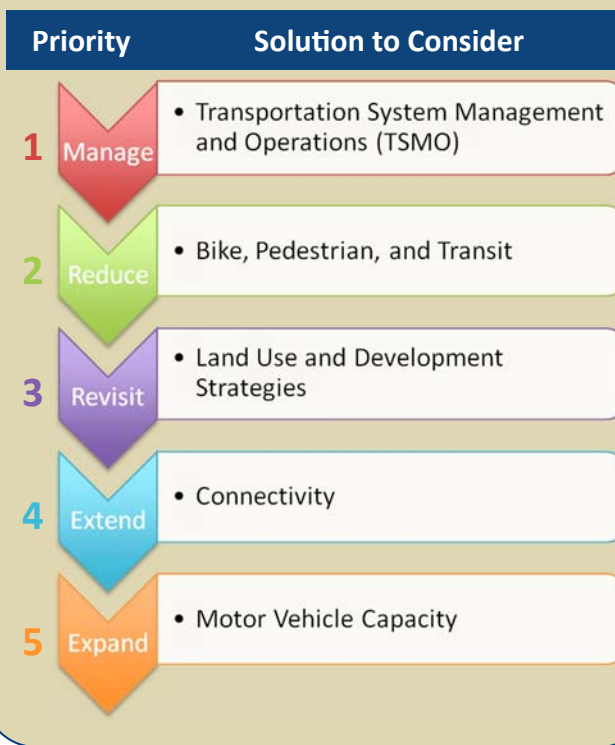 Priority Solution to Consider
1 Manage • Transportation System Management
and Operations (TSMO)
2 Reduce • Bike, Pedestrian, and Transit
3 Revisit • Land Use and Development
Strategies
4 Extend • Connectivity
5 Expand • Motor Vehicle Capacity